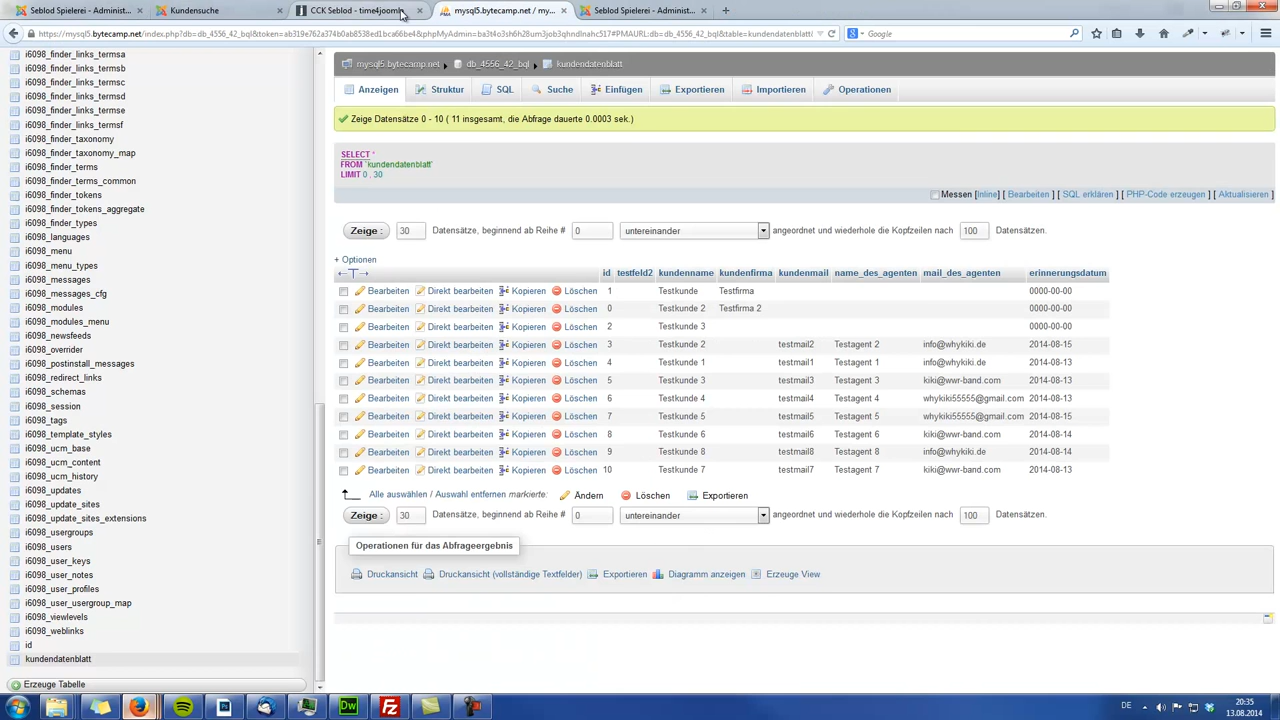 Seblod Spielerei - Administ...
Kundensuche
CCK Seblod - time4joomla
mysql5.bytecamp.net / my...
Seblod Spielerei - Administ...
Google
i6098_finder_links_termsa
i6098_finder_links_termsb
i6098_finder_links_termsc
i6098_finder_links_termsd
i6098_finder_links_termse
i6098_finder_links_termsf
i6098_finder_taxonomy
i6098_finder_taxonomy_map
i6098_finder_terms
i6098_finder_terms_common
i6098_finder_tokens
i6098_finder_tokens_aggregate
i6098_finder_types
i6098_languages
i6098_menu
i6098_menu_types
i6098_messages
i6098_messages_cfg
i6098_modules
i6098_modules_menu
i6098_newsfeeds
i6098_overrider
i6098_postinstall_messages
i6098_redirect_links
i6098_schemas
i6098_session
i6098_tags
i6098_template_styles
i6098_ucm_base
i6098_ucm_content
i6098_ucm_history
i6098_updates
i6098_update_sites
i6098_update_sites_extensions
i6098_usergroups
i6098_users
i6098_user_keys
i6098_user_notes
i6098_user_profiles
i6098_user_usergroup_map
i6098_viewlevels
i6098_weblinks
id
kundendatenblatt
Erzeuge Tabelle
mysql5.bytecamp.net db_4556_42_bql kundendatenblatt
Anzeigen Struktur SQL Suche Einfügen Exportieren Importieren Operationen
Zeige Datensätze 0 - 10 ( 11 insgesamt, die Abfrage dauerte 0.0003 sek.)
SELECT *
FROM `kundendatenblatt`
LIMIT 0 , 30
Messen [Inline] [ Bearbeiten ] [ SQL erklären ] [ PHP-Code erzeugen ] [ Aktualisieren ]
Zeige : 30 Datensätze, beginnend ab Reihe # 0 untereinander angeordnet und wiederhole die Kopfzeilen nach 100 Datensätzen.
+ Optionen
←T→ id testfeld2 kundenname kundenfirma kundenmail name_des_agenten mail_des_agenten erinnerungsdatum
Bearbeiten Direkt bearbeiten Kopieren Löschen 1 Testkunde Testfirma 0000-00-00
Bearbeiten Direkt bearbeiten Kopieren Löschen 0 Testkunde 2 Testfirma 2
Bearbeiten Direkt bearbeiten Kopieren Löschen 2 Testkunde 3 0000-00-00
Bearbeiten Direkt bearbeiten Kopieren Löschen 3 Testkunde 2 testmail2 Testagent 2 info@whykiki.de 2014-08-15
Bearbeiten Direkt bearbeiten Kopieren Löschen 4 Testkunde 1 testmail1 Testagent 1 info@whykiki.de 2014-08-13
Bearbeiten Direkt bearbeiten Kopieren Löschen 5 Testkunde 3 testmail3 Testagent 3 kiki@wwr-band.com 2014-08-13
Bearbeiten Direkt bearbeiten Kopieren Löschen 6 Testkunde 4 testmail4 Testagent 4 whykiki55555@gmail.com 2014-08-13
Bearbeiten Direkt bearbeiten Kopieren Löschen 7 Testkunde 5 testmail5 Testagent 5 whykiki55555@gmail.com 2014-08-15
Bearbeiten Direkt bearbeiten Kopieren Löschen 8 Testkunde 6 testmail6 Testagent 6 kiki@wwr-band.com 2014-08-14
Bearbeiten Direkt bearbeiten Kopieren Löschen 9 Testkunde 8 testmail8 Testagent 8 info@whykiki.de 2014-08-14
Bearbeiten Direkt bearbeiten Kopieren Löschen 10 Testkunde 7 testmail7 Testagent 7 kiki@wwr-band.com 2014-08-13
Alle auswählen / Auswahl entfernen markierte: Ändern Löschen Exportieren
Zeige : 30 Datensätze, beginnend ab Reihe # 0 untereinander angeordnet und wiederhole die Kopfzeilen nach 100 Datensätzen.
Operationen für das Abfrageergebnis
Druckansicht Druckansicht (vollständige Textfelder) Exportieren Diagramm anzeigen Erzeuge View
DE
20:35
13.08.2014